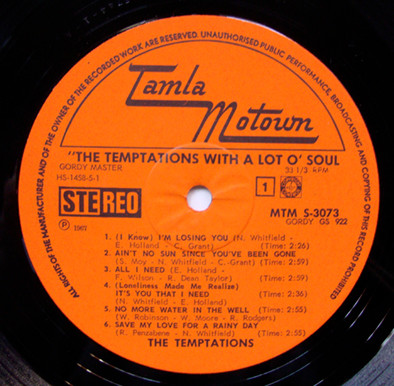 ALL RIGHTS OF THE MANUFACTURER AND OF THE OWNER OF THE RECORDED WORK ARE RESERVED. UNAUTHORISED PUBLIC PERFORMANCE, BROADCASTING AND COPYING OF THIS RECORD PROHIBITED
Tamla
Motown
"THE TEMPTATIONS WITH A LOT O' SOUL
GORDY MASTER
33 1/3 RPM
HS-1458-S-1
STEREO
1
MTM S-3073
GORDY GS 922
P 1967
1. (I Know) I'M LOSING YOU (N. Whitfield -
E. Holland - C. Grant) (Time: 2:26)
2. AIN'T NO SUN SINCE YOU'VE BEEN GONE
(S. Moy - N. Whitfield - C. Grant) (Time: 2:59)
3. ALL I NEED (E. Holland -
F. Wilson - R. Dean Taylor) (Time: 2:59)
4. (Loneliness Made Me Realize)
IT'S YOU THAT I NEED (Time: 2:36)
(N. Whitfield - E. Holland)
5. NO MORE WATER IN THE WELL (Time: 2:55)
(W. Robinson - W. Moore - R. Rodgers)
6. SAVE MY LOVE FOR A RAINY DAY
(R. Penzabene - N. Whitfield) (Time: 2:55)
THE TEMPTATIONS